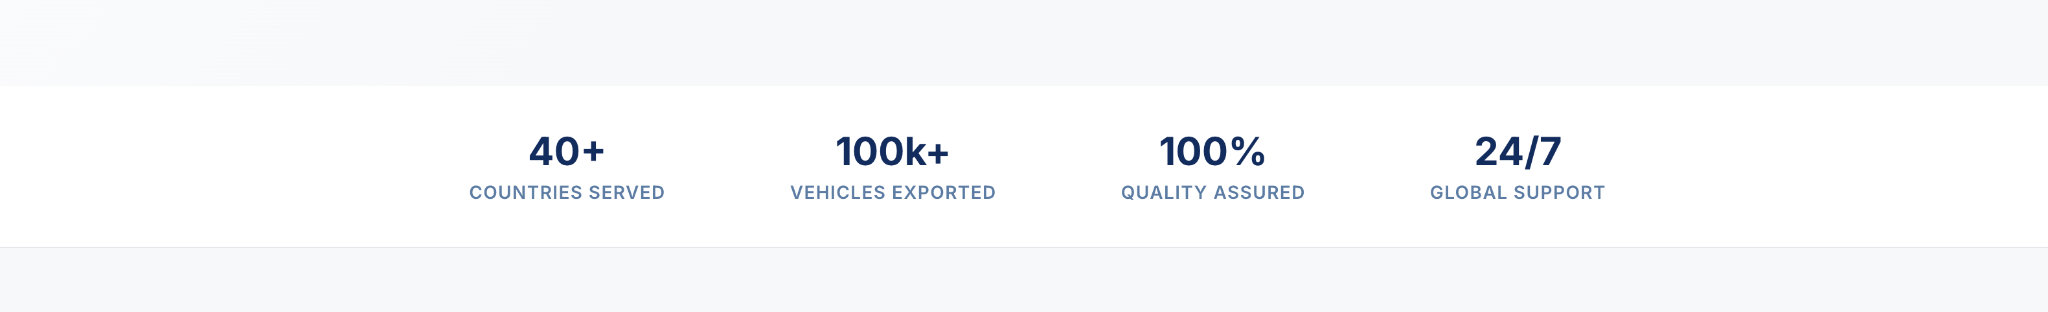 40+
COUNTRIES SERVED
100k+
VEHICLES EXPORTED
100%
QUALITY ASSURED
24/7
GLOBAL SUPPORT